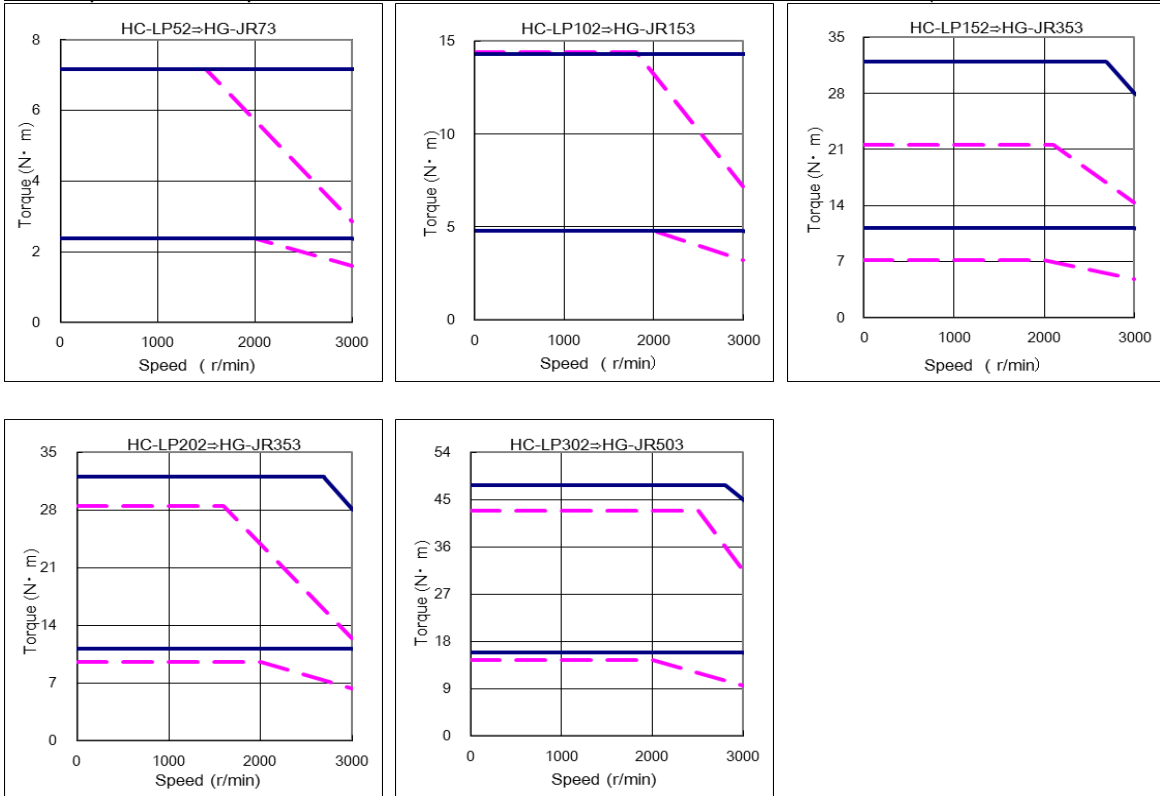 HC-LP52⇒HG-JR73
8
6
4
2
0
Torque (N・ m)
0 1000 2000 3000
Speed ( r/min)
HC-LP102⇒HG-JR153
15
10
5
0
Torque (N・ m)
0 1000 2000 3000
Speed ( r/min)
HC-LP152⇒HG-JR353
35
28
21
14
7
0
Torque (N・ m)
0 1000 2000 3000
Speed ( r/min)
HC-LP202⇒HG-JR353
35
28
21
14
7
0
Torque (N・ m)
0 1000 2000 3000
Speed (r/min)
HC-LP302⇒HG-JR503
54
45
36
27
18
9
0
Torque (N・ m)
0 1000 2000 3000
Speed (r/min)